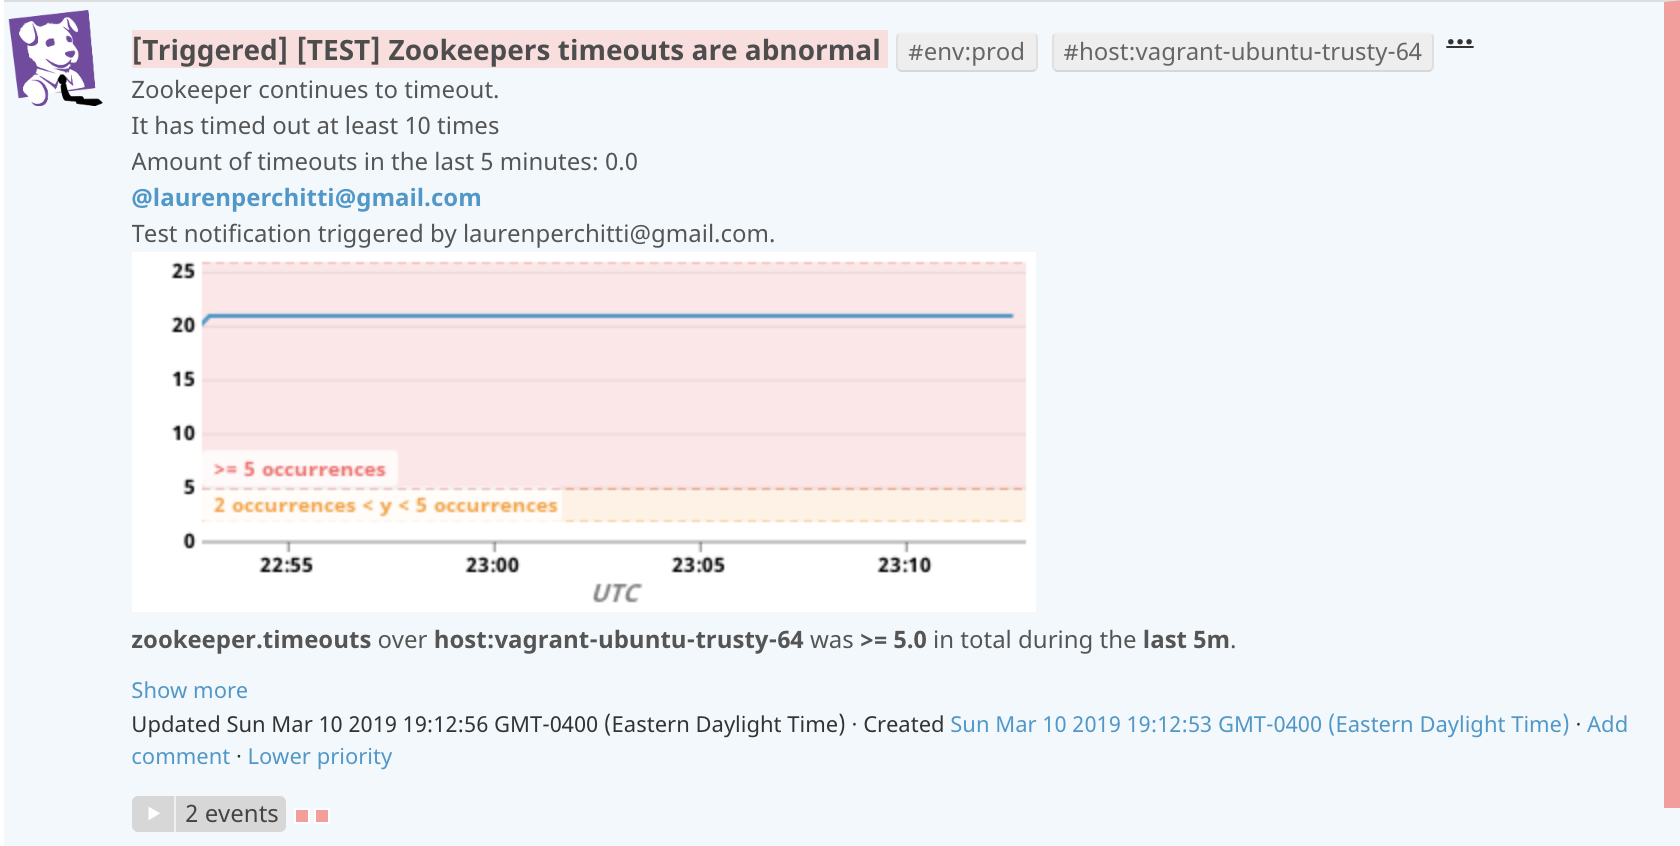 [Triggered] [TEST] Zookeepers timeouts are abnormal #env:prod #host:vagrant-ubuntu-trusty-64 ...
Zookeeper continues to timeout.
It has timed out at least 10 times
Amount of timeouts in the last 5 minutes: 0.0
@laurenperchitti@gmail.com
Test notification triggered by laurenperchitti@gmail.com.
25
20
15
10
>= 5 occurrences
5
2 occurrences < y < 5 occurrences
0
22:55 23:00 23:05 23:10
UTC
zookeeper.timeouts over host:vagrant-ubuntu-trusty-64 was >= 5.0 in total during the last 5m.
Show more
Updated Sun Mar 10 2019 19:12:56 GMT-0400 (Eastern Daylight Time) · Created Sun Mar 10 2019 19:12:53 GMT-0400 (Eastern Daylight Time) · Add
comment · Lower priority
2 events